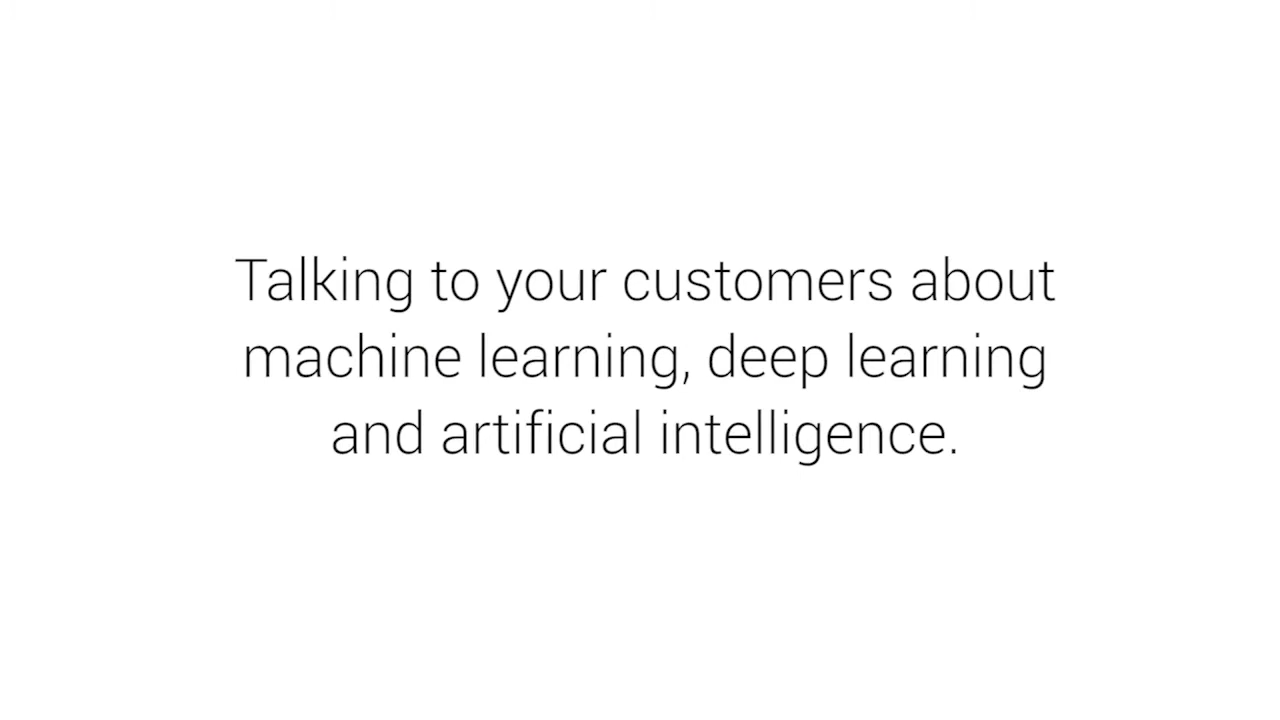 Talking to your customers about
machine learning, deep learning
and artificial intelligence.